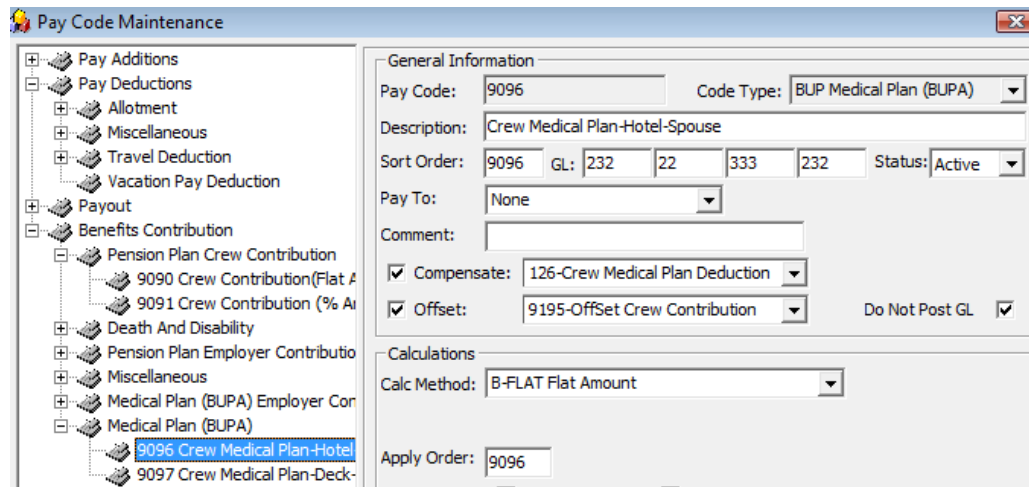 Pay Code Maintenance
Pay Additions
Pay Deductions
Allotment
Miscellaneous
Travel Deduction
Vacation Pay Deduction
Payout
Benefits Contribution
Pension Plan Crew Contribution
9090 Crew Contribution(Flat A
9091 Crew Contribution (% Ar
Death And Disability
Pension Plan Employer Contributio
Miscellaneous
Medical Plan (BUPA) Employer Con
Medical Plan (BUPA)
9096 Crew Medical Plan-Hotel-
9097 Crew Medical Plan-Deck-
General Information
Pay Code: 9096 Code Type: BUP Medical Plan (BUPA)
Description: Crew Medical Plan-Hotel-Spouse
Sort Order: 9096 GL: 232 22 333 232 Status: Active
Pay To: None
Comment:
Compensate: 126-Crew Medical Plan Deduction
Offset: 9195-OffSet Crew Contribution Do Not Post GL
Calculations
Calc Method: B-FLAT Flat Amount
Apply Order: 9096